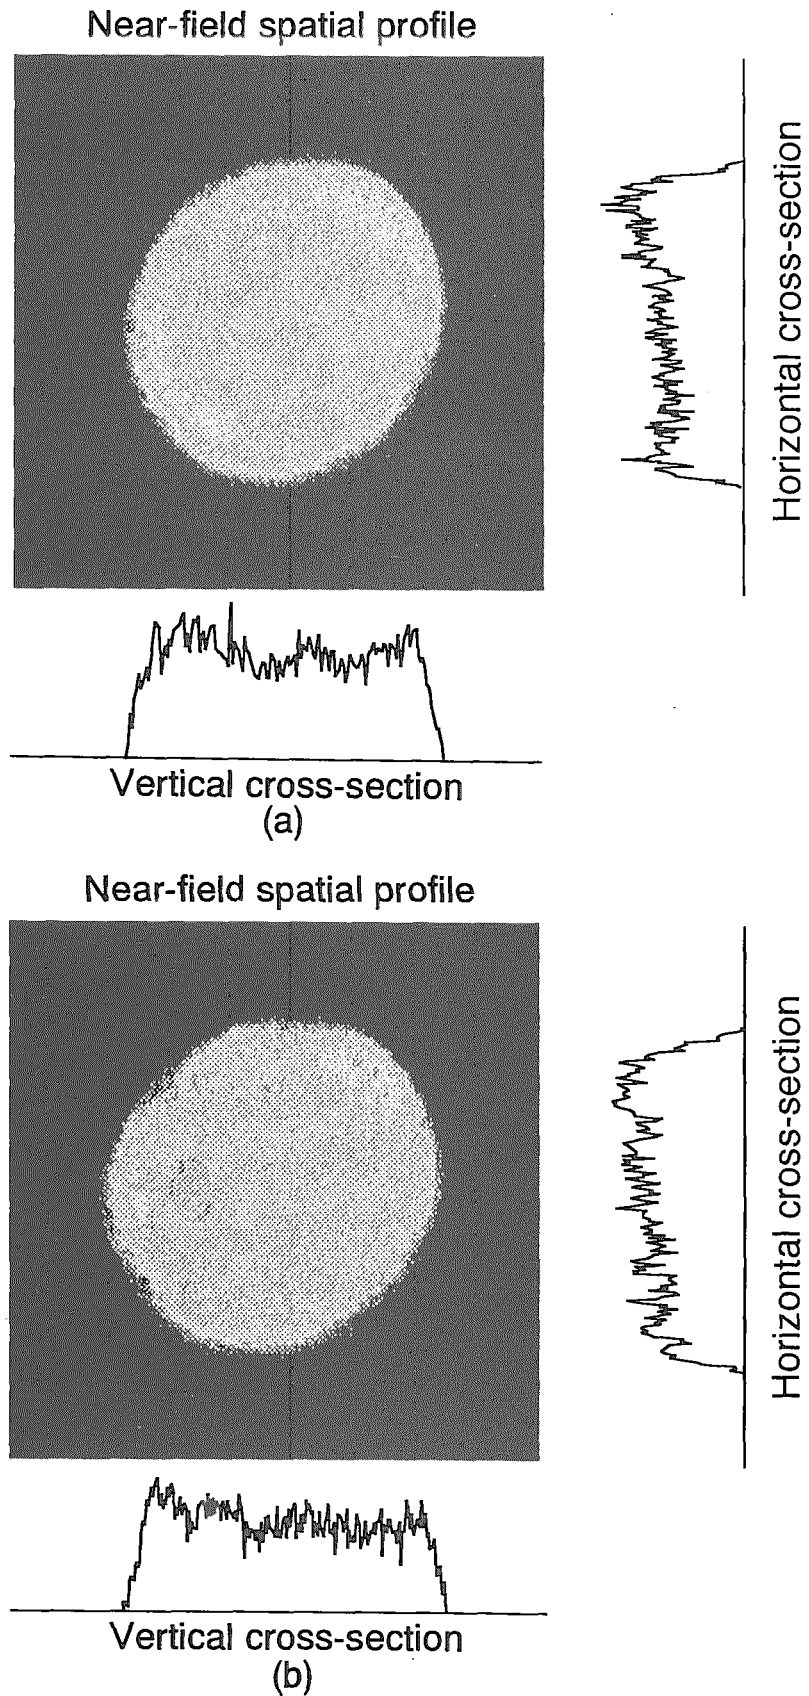 Near-field spatial profile
Horizontal cross-section
Vertical cross-section
(a)
Near-field spatial profile
Horizontal cross-section
Vertical cross-section
(b)